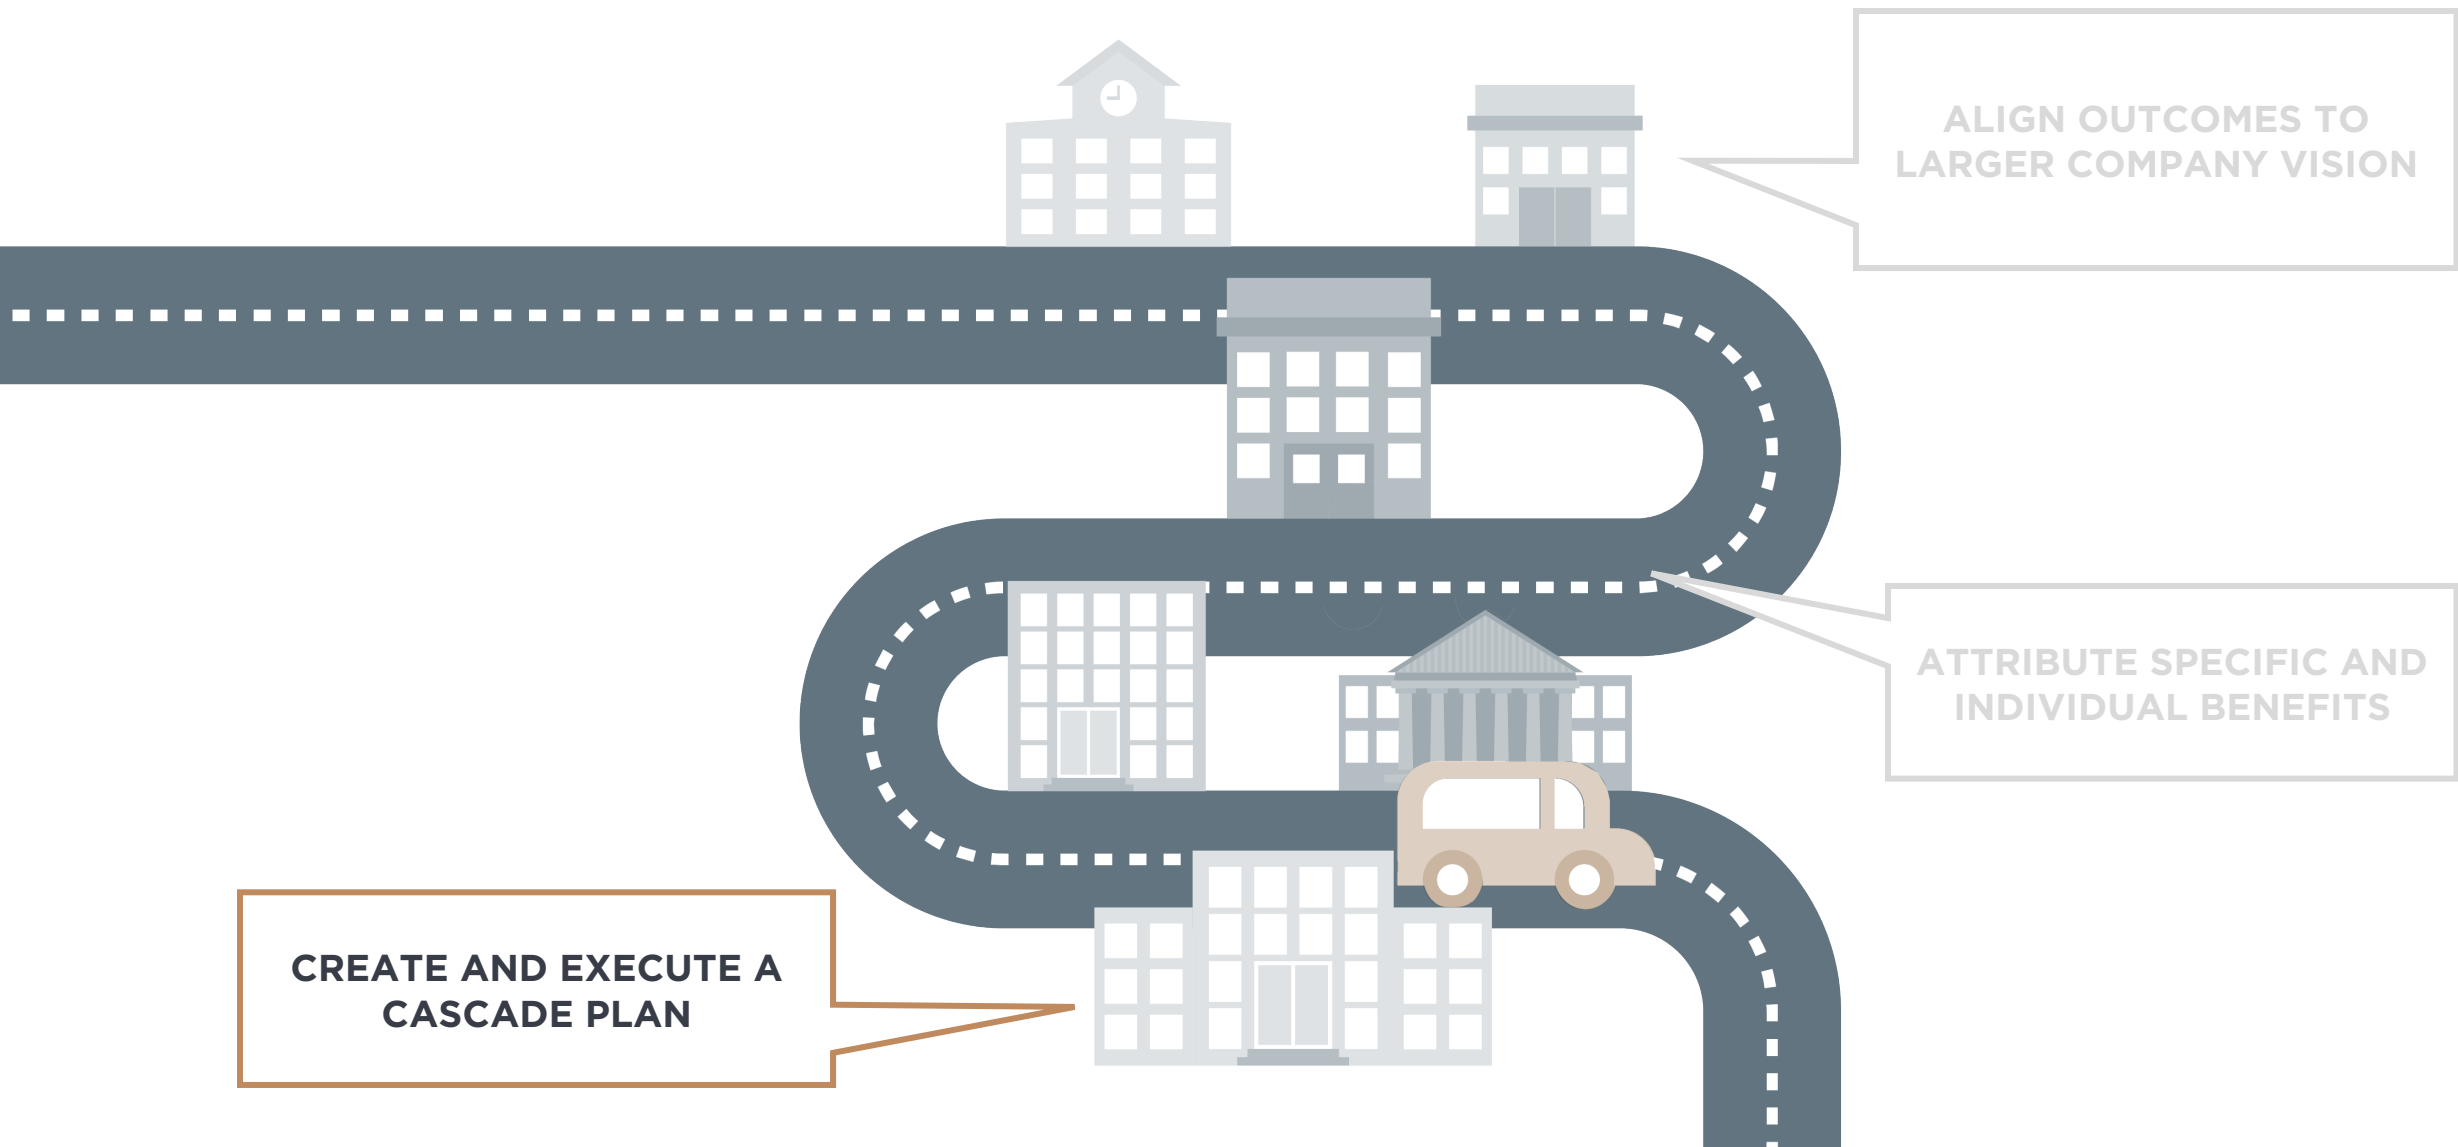 ALIGN OUTCOMES TO
LARGER COMPANY VISION
ATTRIBUTE SPECIFIC AND
INDIVIDUAL BENEFITS
CREATE AND EXECUTE A
CASCADE PLAN